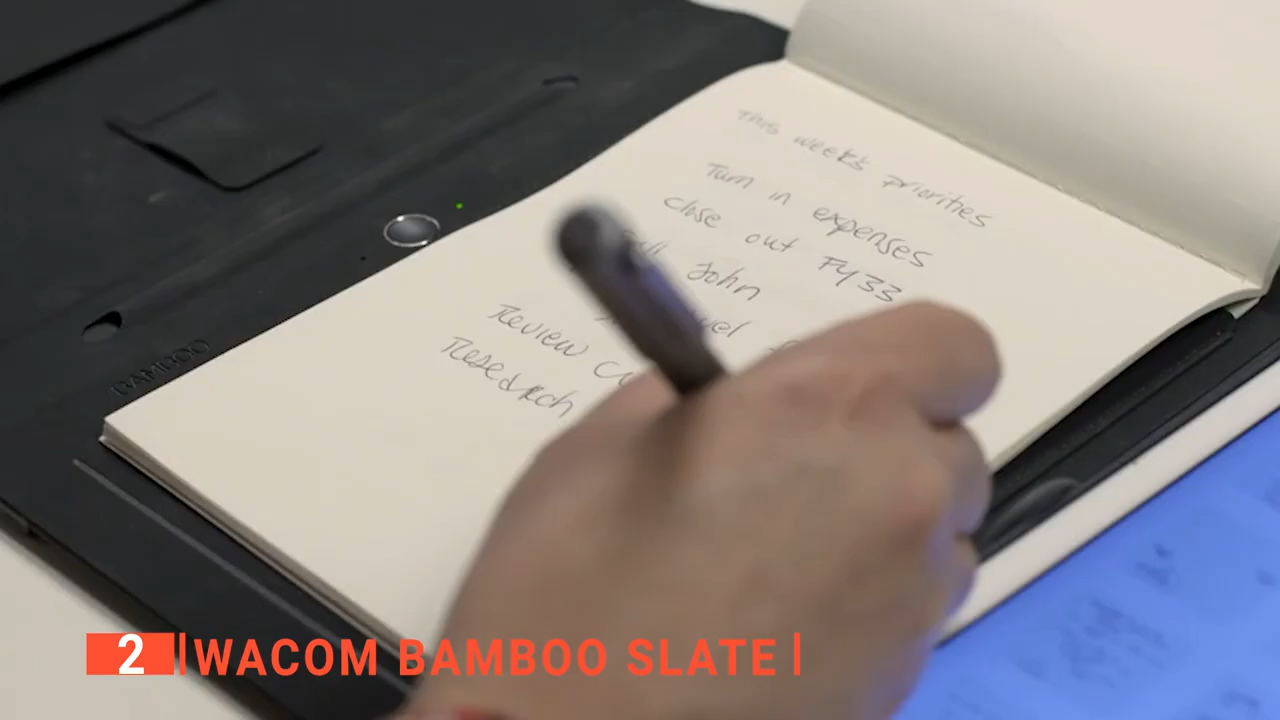 This weeks priorities
Turn in expenses
Close out FY33
John
Review
Research
BAMBOO
2 WACOM BAMBOO SLATE